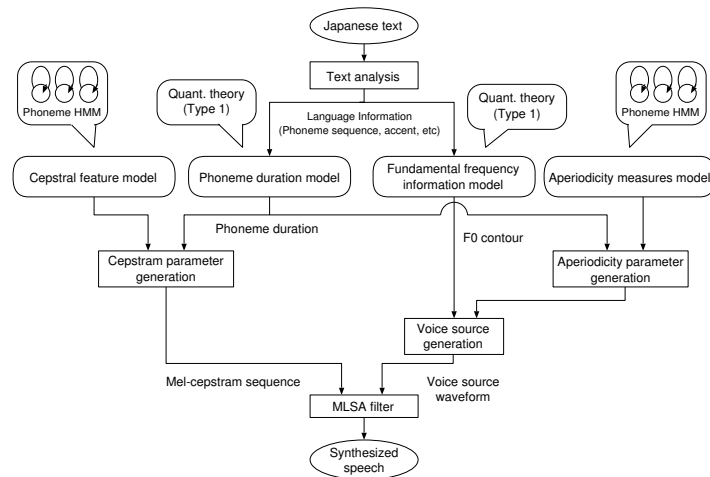 Japanese text
Text analysis
Phoneme HMM
Quant. theory
(Type 1)
Language Information
(Phoneme sequence, accent, etc)
Quant. theory
(Type 1)
Phoneme HMM
Cepstral feature model
Phoneme duration model
Fundamental frequency
information model
Aperiodicity measures model
Phoneme duration
F0 contour
Cepstram parameter
generation
Aperiodicity parameter
generation
Voice source
generation
Mel-cepstram sequence
Voice source
waveform
MLSA filter
Synthesized
speech